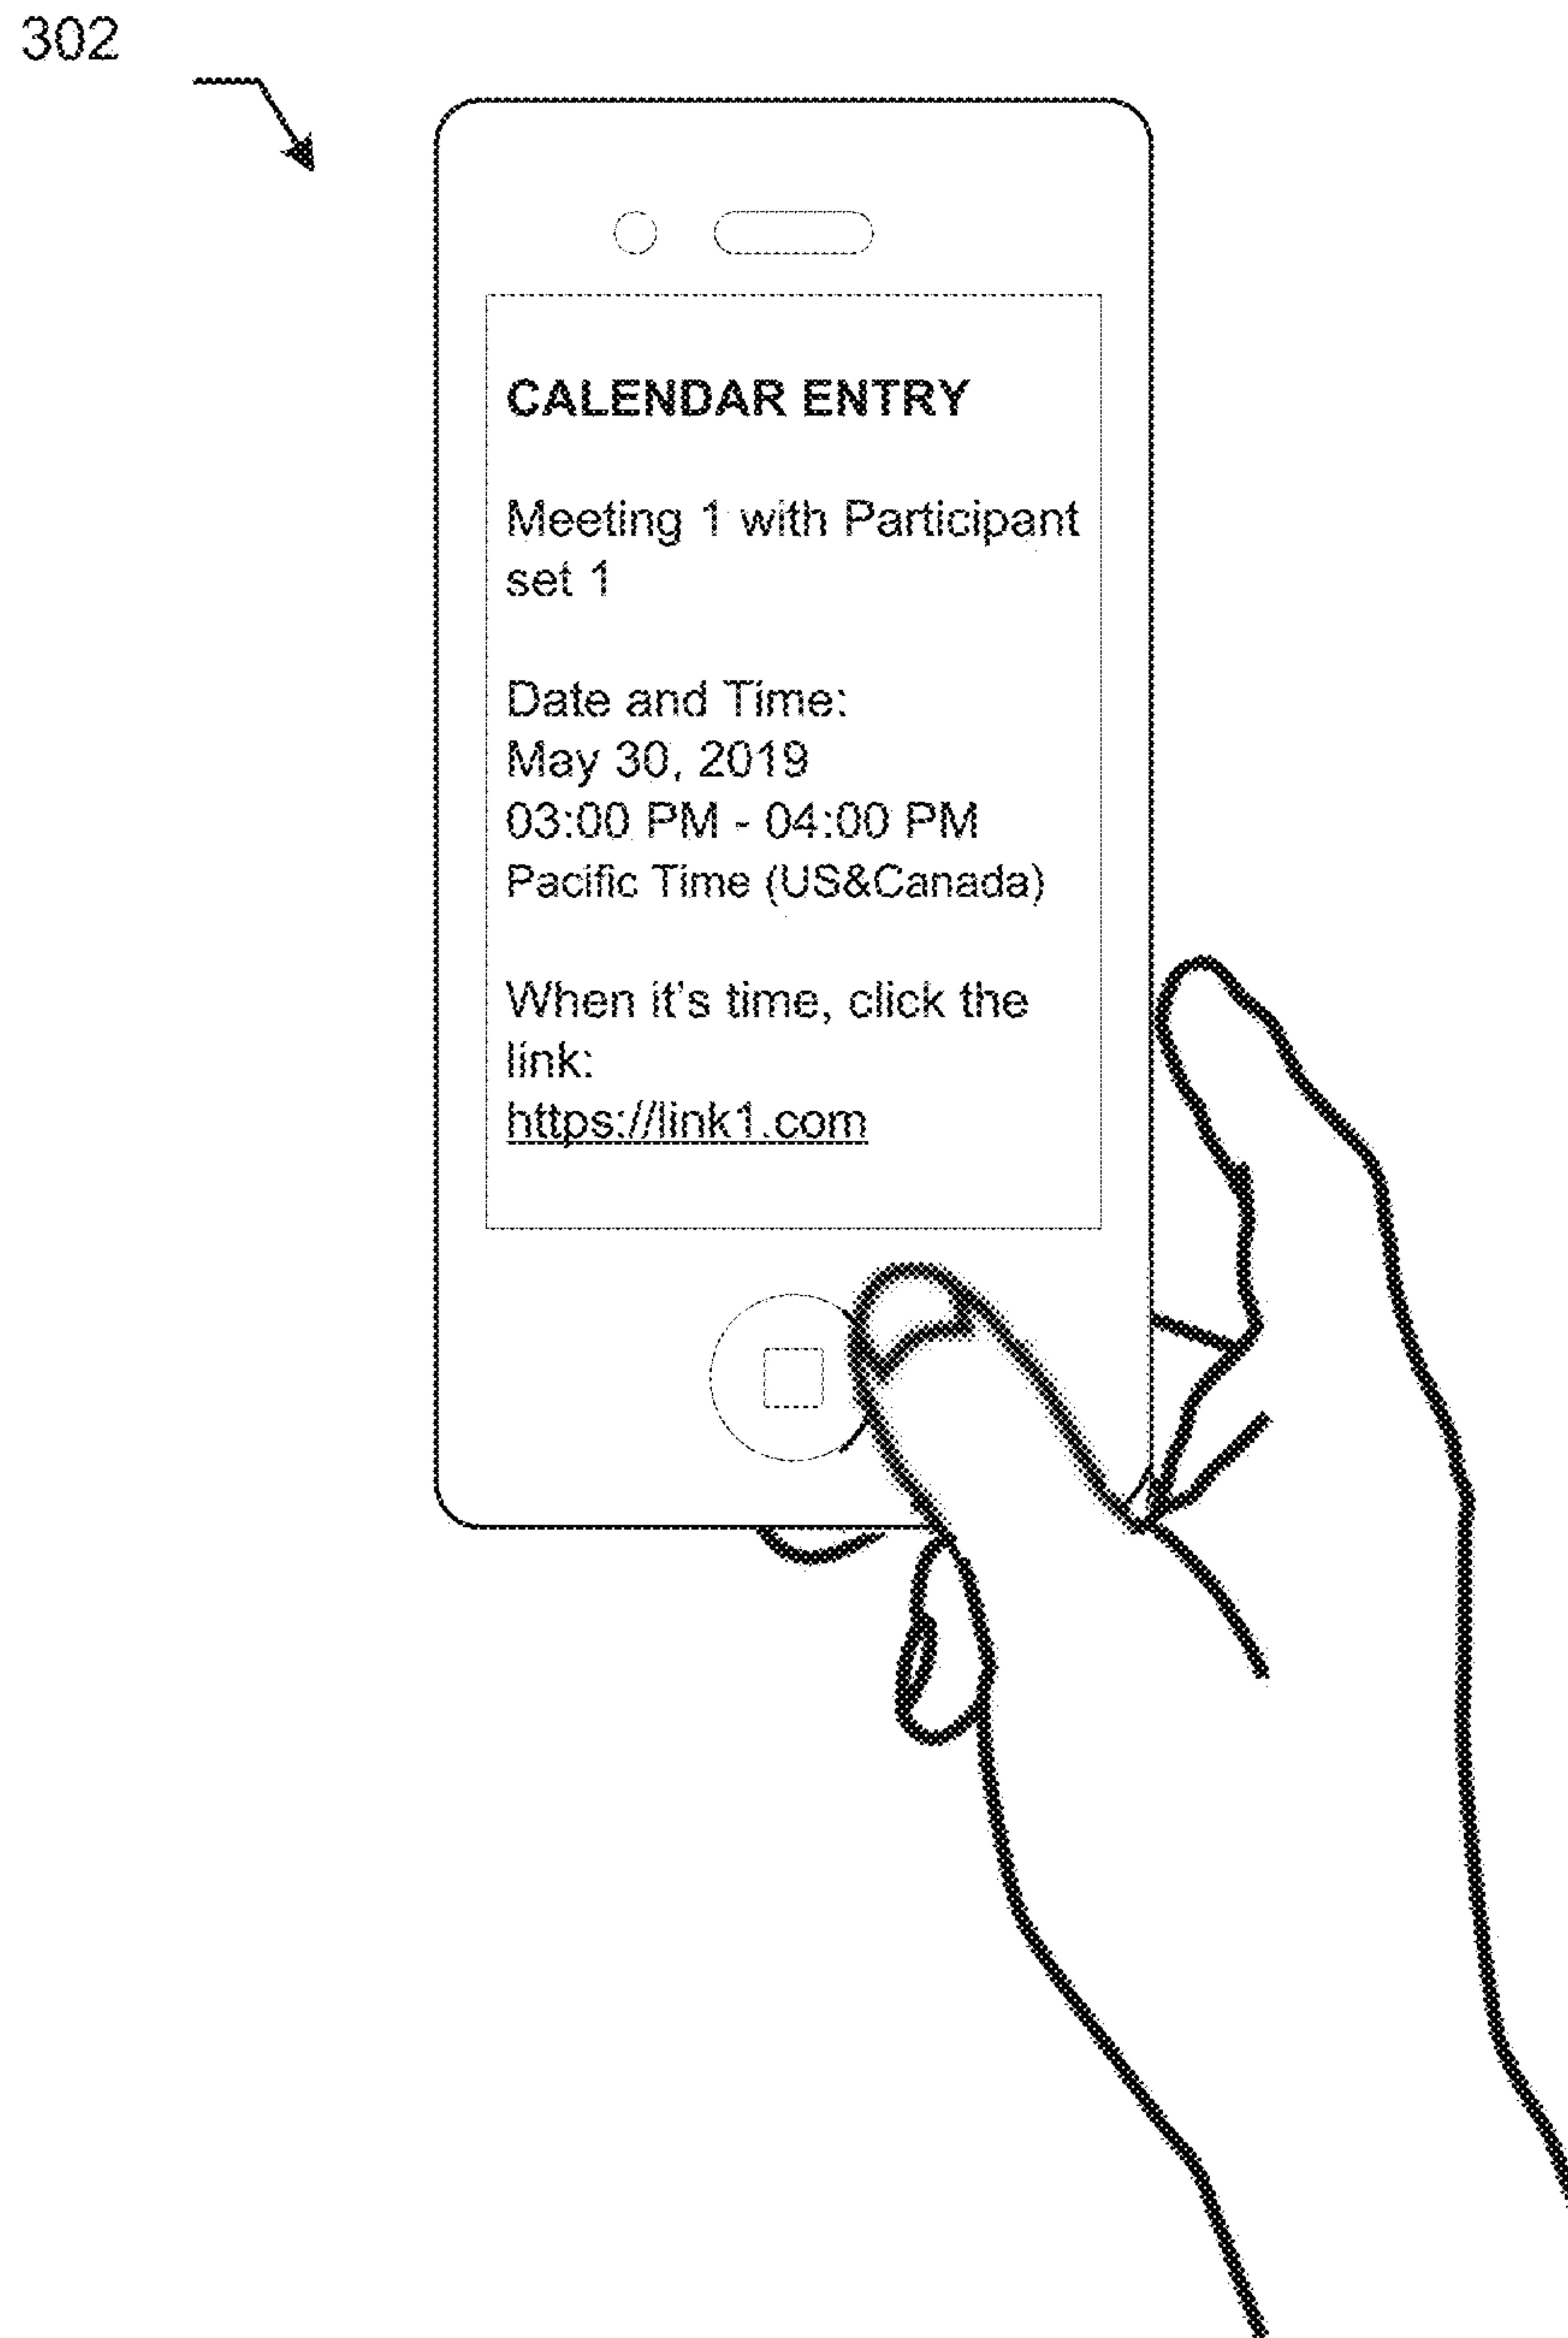 302
CALENDAR ENTRY
Meeting 1 with Participant
set 1
Date and Time:
May 30, 2019
03:00 PM - 04:00 PM
Pacific Time (US&Canada)
When it's time, click the
link:
https://link1.com